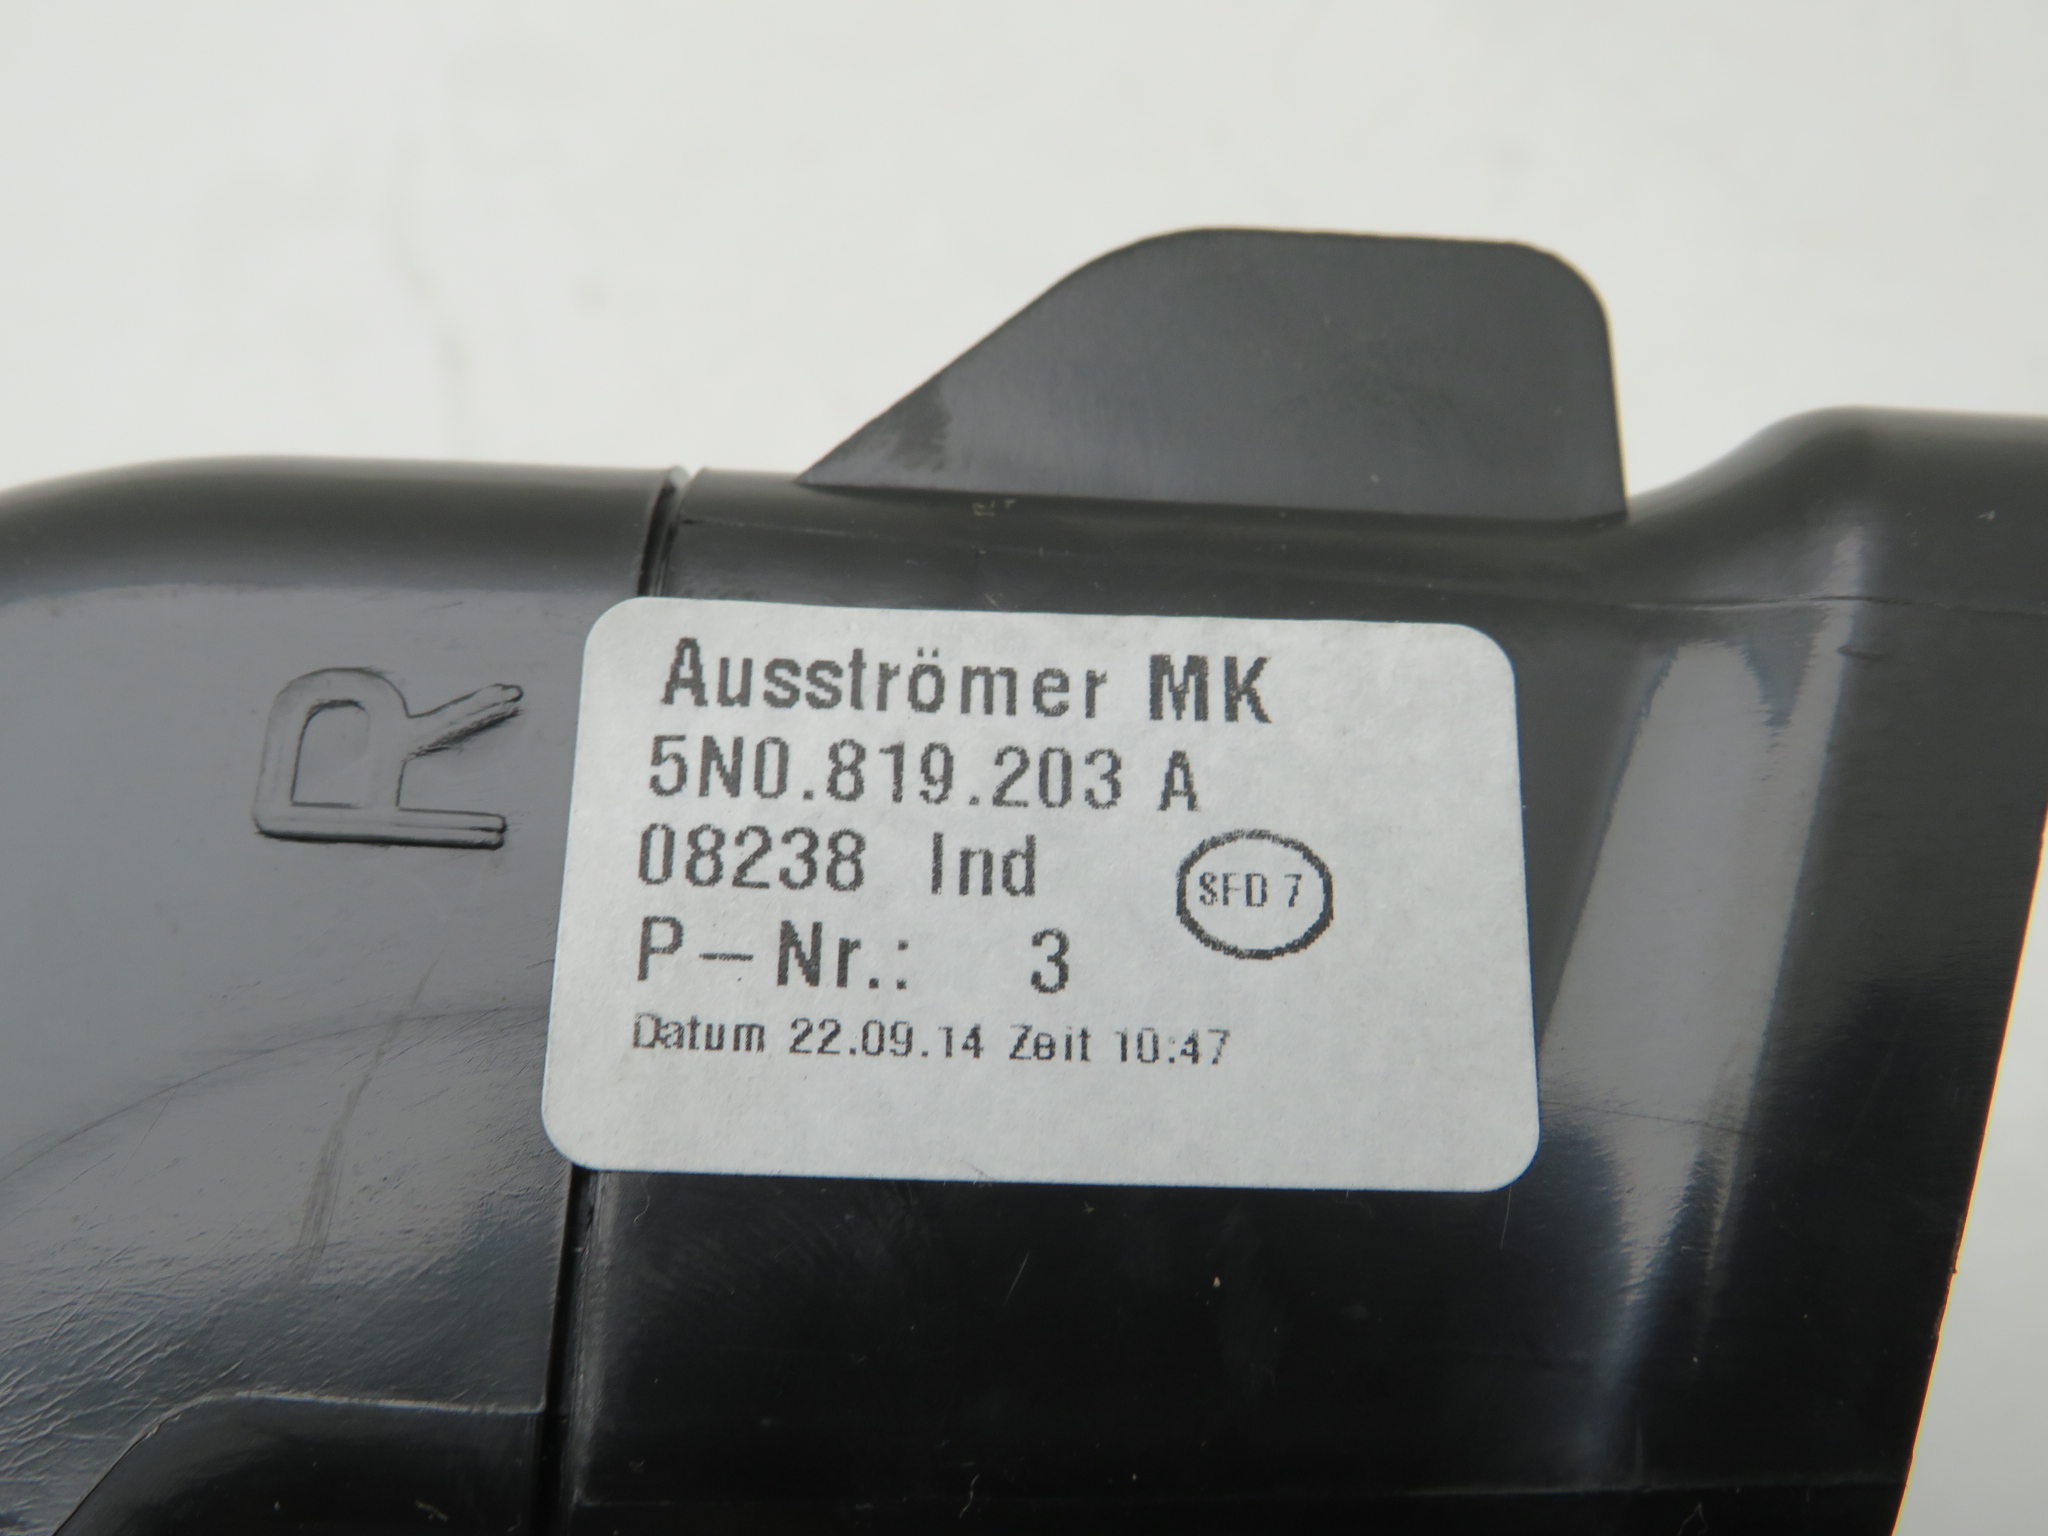 R
Ausströmer MK
5N0.819.203 A
08238 Ind
SFD 7
P-Nr.: 3
Datum 22.09.14 Zeit 10:47